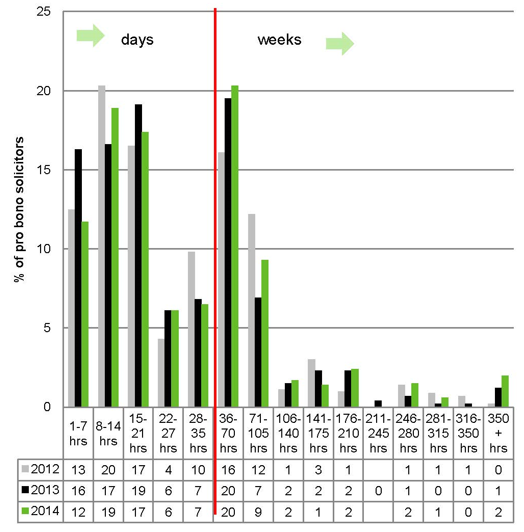 days weeks
% of pro bono solicitors
25
20
15
10
5
0
1-7 hrs 8-14 hrs 15-21 hrs 22-27 hrs 28-35 hrs 36-70 hrs 71-105 hrs 106-140 hrs 141-175 hrs 176-210 hrs 211-245 hrs 246-280 hrs 281-315 hrs 316-350 hrs 350 + hrs
2012 13 20 17 4 10 16 12 1 3 1 1 1 1 0
2013 16 17 19 6 7 20 7 2 2 2 0 1 0 0 1
2014 12 19 17 6 7 20 9 2 1 2 2 1 2